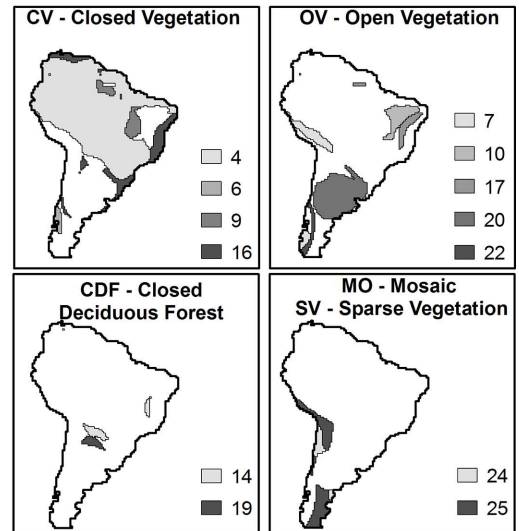 CV - Closed Vegetation
4
6
9
16
OV - Open Vegetation
7
10
17
20
22
CDF - Closed
Deciduous Forest
14
19
MO - Mosaic
SV - Sparse Vegetation
24
25